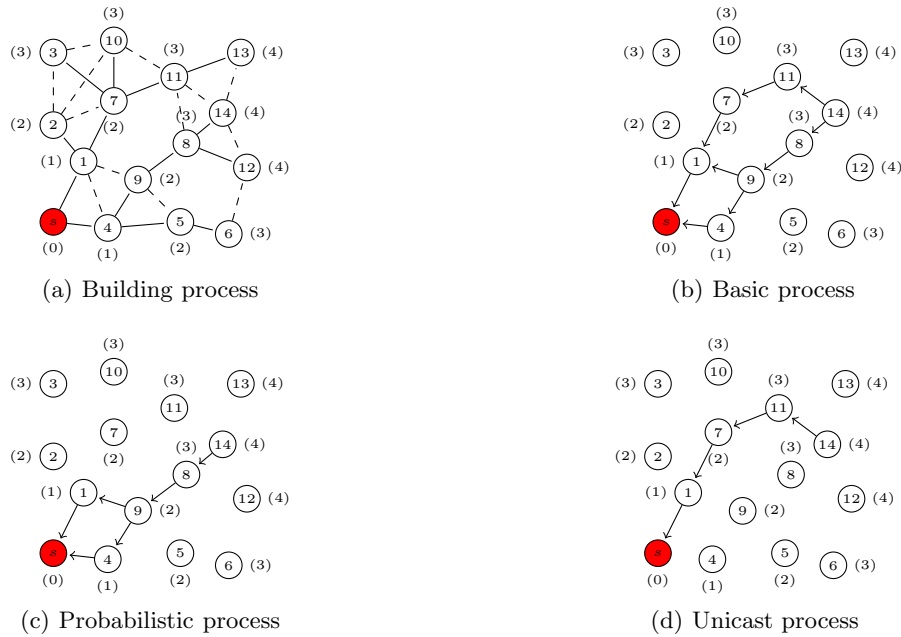 (3)
(3) 3 10 (3) 13 (4)
11
7 (3) 14 (4)
(2) 2 (2) 8
(1) 1 12 (4)
9 (2)
s 4 5 6 (3)
(0) (1) (2)
(a) Building process
(3)
(3) 3 10 (3) 13 (4)
11
7 (3) 14 (4)
(2) 2 (2) 8
(1) 1 12 (4)
9 (2)
s 4 5 6 (3)
(0) (1) (2)
(b) Basic process
(3)
(3) 3 10 (3) 13 (4)
11
7 (3) 14 (4)
(2) 2 (2) 8
(1) 1 12 (4)
9 (2)
s 4 5 6 (3)
(0) (1) (2)
(c) Probabilistic process
(3)
(3) 3 10 (3) 13 (4)
11
7 (3) 14 (4)
(2) 2 (2) 8
(1) 1 12 (4)
9 (2)
s 4 5 6 (3)
(0) (1) (2)
(d) Unicast process